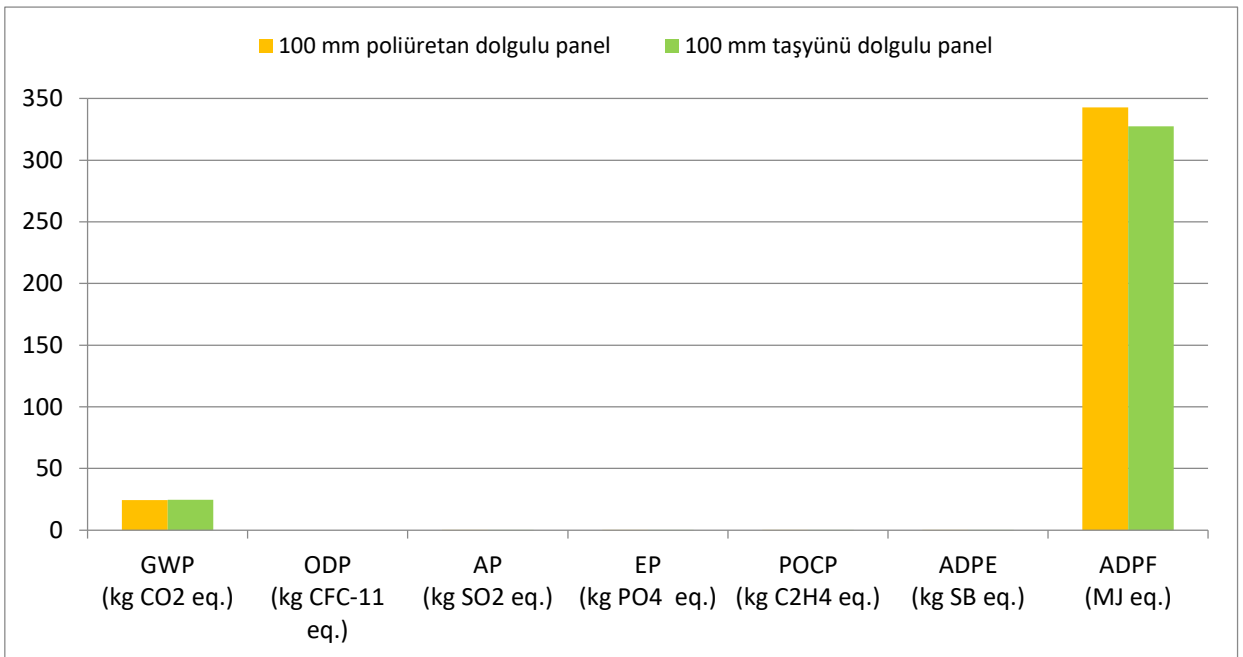 100 mm poliüretan dolgulu panel
100 mm taşyünü dolgulu panel
350
300
250
200
150
100
50
0
GWP
(kg CO2 eq.)
ODP
(kg CFC-11
eq.)
AP
(kg SO2 eq.)
EP
(kg PO4 eq.)
POCP
(kg C2H4 eq.)
ADPE
(kg SB eq.)
ADPF
(MJ eq.)